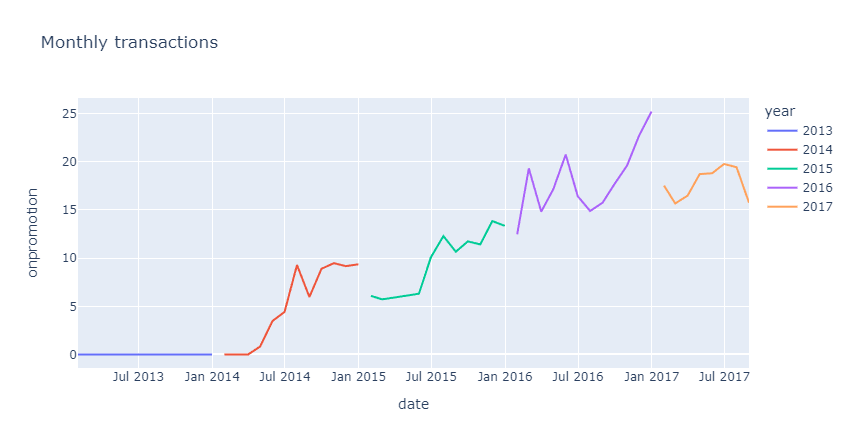 Monthly transactions
year
2013
2014
2015
2016
2017
onpromotion
25
20
15
10
5
0
Jul 2013 Jan 2014 Jul 2014 Jan 2015 Jul 2015 Jan 2016 Jul 2016 Jan 2017 Jul 2017
date